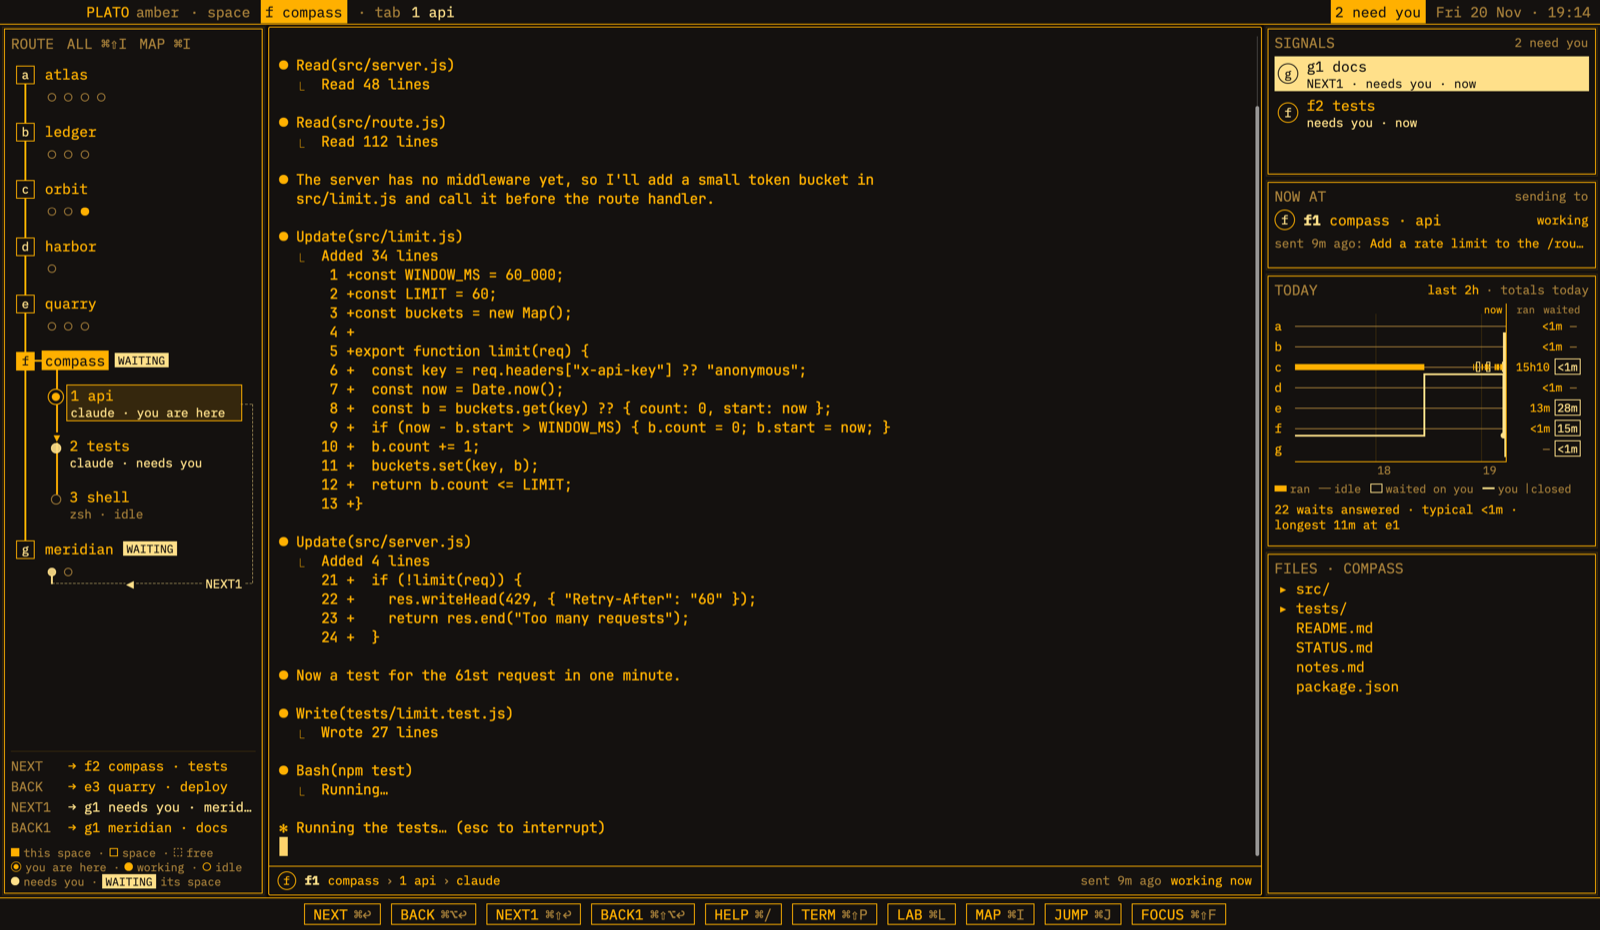 PLATO amber · space f compass · tab 1 api
2 need you Fri 20 Nov · 19:14
ROUTE ALL ⌘⇧I MAP ⌘I
a atlas
b ledger
c orbit
d harbor
e quarry
f compass WAITING
1 api
claude · you are here
2 tests
claude · needs you
3 shell
zsh · idle
g meridian WAITING
NEXT1
NEXT → f2 compass · tests
BACK → e3 quarry · deploy
NEXT1 → g1 needs you · merid…
BACK1 → g1 meridian · docs
this space · space · free
you are here · working · idle
needs you · WAITING its space
Read(src/server.js)
Read 48 lines
Read(src/route.js)
Read 112 lines
The server has no middleware yet, so I'll add a small token bucket in
src/limit.js and call it before the route handler.
Update(src/limit.js)
Added 34 lines
1 +const WINDOW_MS = 60_000;
2 +const LIMIT = 60;
3 +const buckets = new Map();
4 +
5 +export function limit(req) {
6 +  const key = req.headers["x-api-key"] ?? "anonymous";
7 +  const now = Date.now();
8 +  const b = buckets.get(key) ?? { count: 0, start: now };
9 +  if (now - b.start > WINDOW_MS) { b.count = 0; b.start = now; }
10 +  b.count += 1;
11 +  buckets.set(key, b);
12 +  return b.count <= LIMIT;
13 +}
Update(src/server.js)
Added 4 lines
21 +  if (!limit(req)) {
22 +    res.writeHead(429, { "Retry-After": "60" });
23 +    return res.end("Too many requests");
24 +  }
Now a test for the 61st request in one minute.
Write(tests/limit.test.js)
Wrote 27 lines
Bash(npm test)
Running…
✻ Running the tests… (esc to interrupt)
f f1 compass › 1 api › claude
sent 9m ago working now
SIGNALS 2 need you
g g1 docs
NEXT1 · needs you · now
f f2 tests
needs you · now
NOW AT sending to
f f1 compass · api working
sent 9m ago: Add a rate limit to the /rou…
TODAY last 2h · totals today
now ran waited
a <1m —
b <1m —
c 15h10 <1m
d <1m —
e 13m 28m
f <1m 15m
g — <1m
18 19
ran idle waited on you you closed
22 waits answered · typical <1m ·
longest 11m at e1
FILES · COMPASS
▸ src/
▸ tests/
README.md
STATUS.md
notes.md
package.json
NEXT ⌘↩ BACK ⌘⌥↩ NEXT1 ⌘⇧↩ BACK1 ⌘⇧⌥↩ HELP ⌘/ TERM ⌘⇧P LAB ⌘L MAP ⌘I JUMP ⌘J FOCUS ⌘⇧F